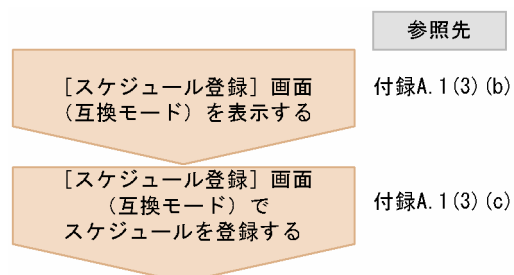 参照先
［スケジュール登録］画面
（互換モード）を表示する
付録A.1(3)(b)
［スケジュール登録］画面
（互換モード）で
スケジュールを登録する
付録A.1(3)(c)